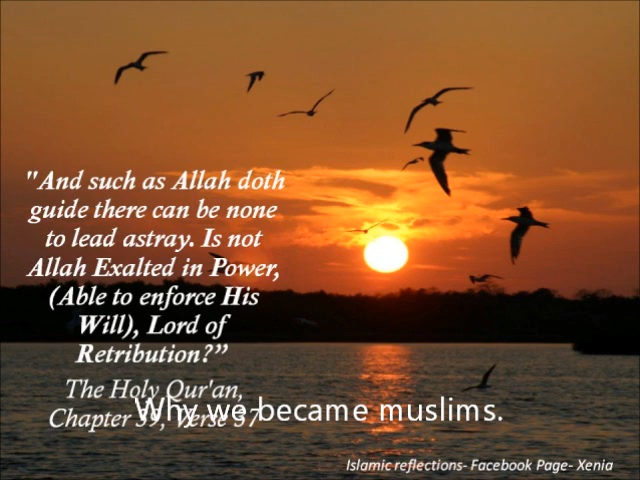 "And such as Allah doth
guide there can be none
to lead astray. Is not
Allah Exalted in Power,
(Able to enforce His
Will), Lord of
Retribution?”
The Holy Qur'an,
Chapter 39, Verse 37
Why we became muslims.
Islamic reflections- Facebook Page- Xenia